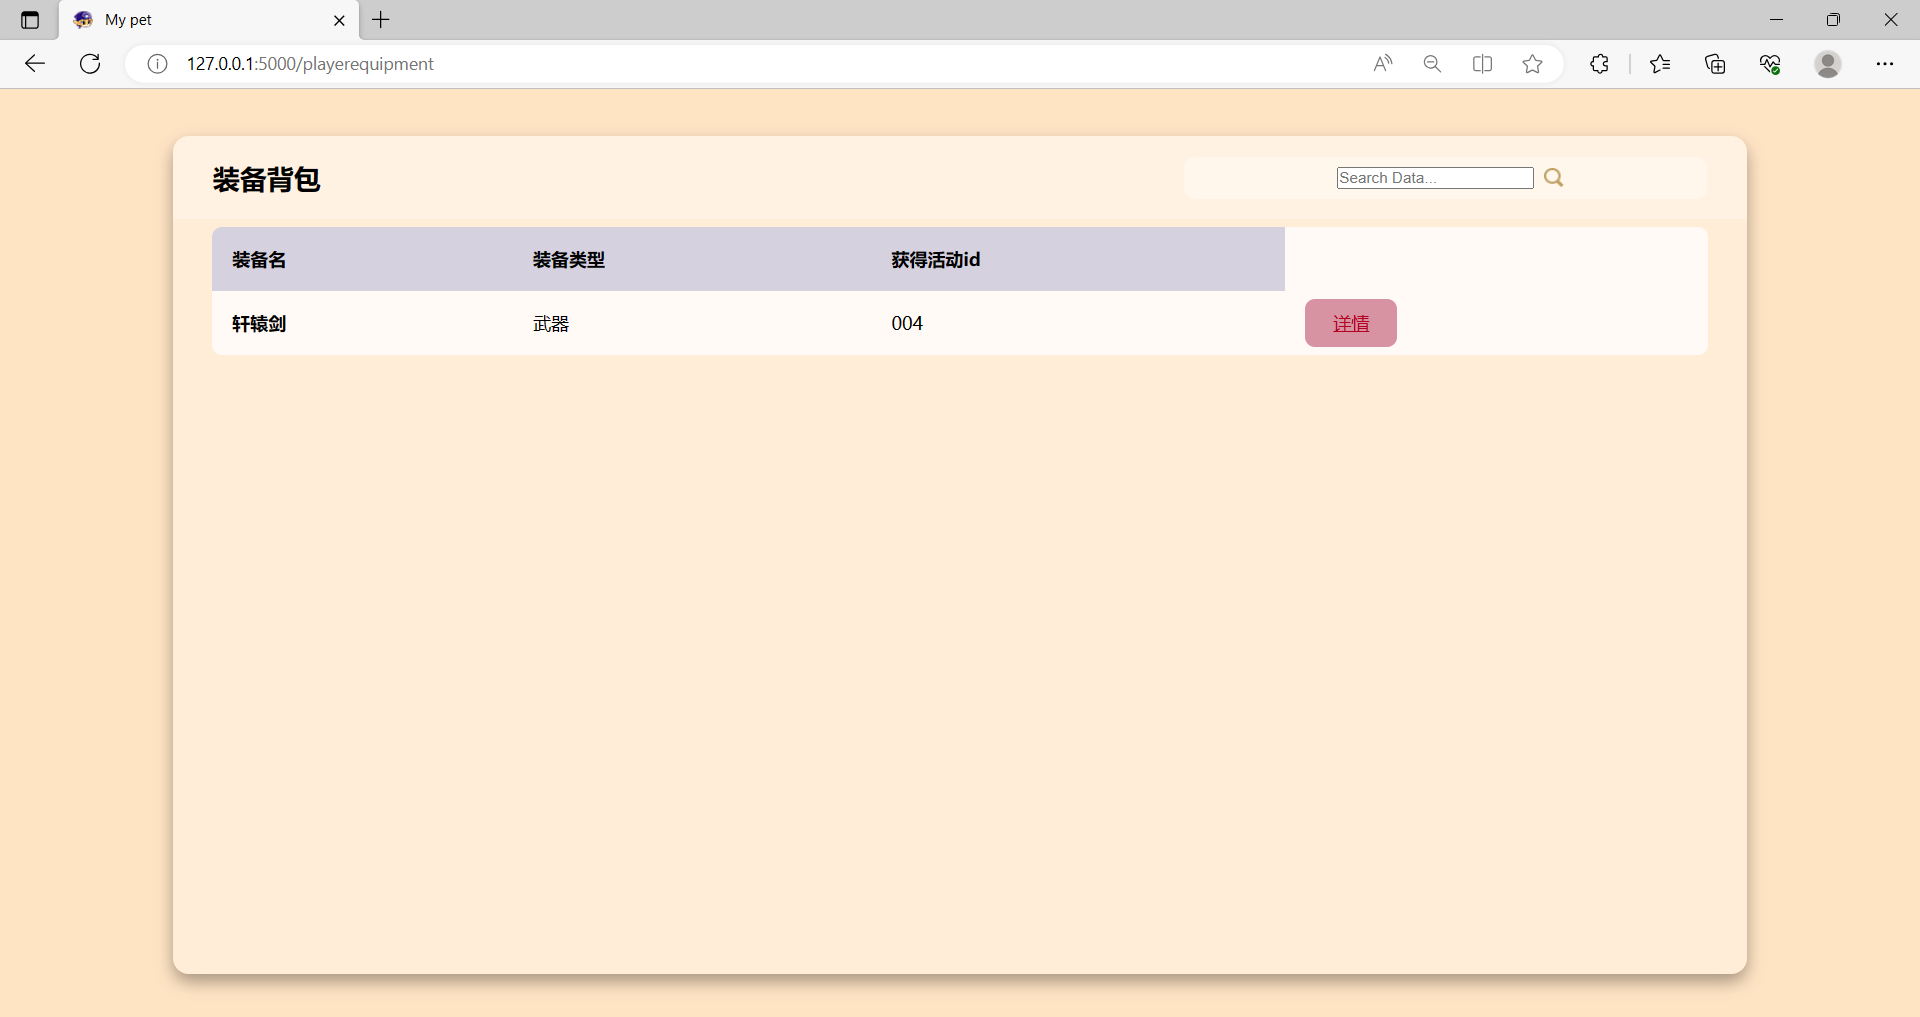 My pet
127.0.0.1:5000/playerequipment
装备背包
Search Data...
装备名 装备类型 获得活动id
轩辕剑 武器 004 详情